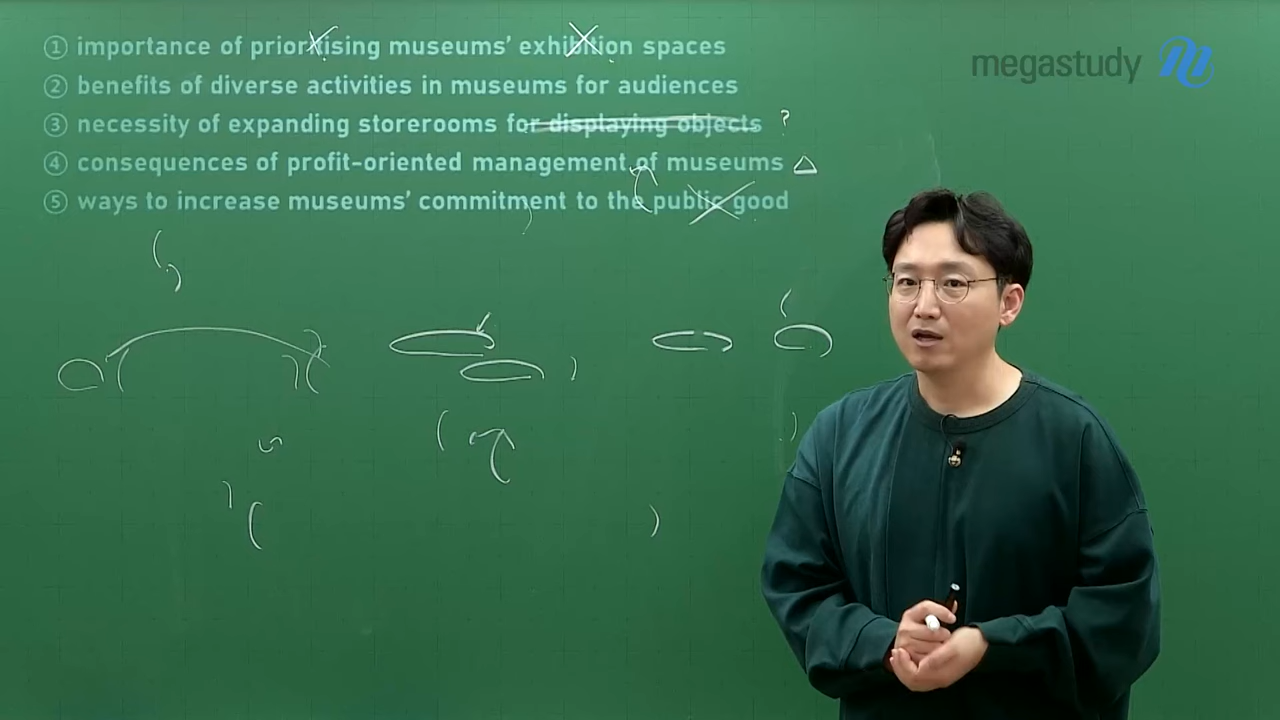 ① importance of prioritising museums' exhibition spaces
② benefits of diverse activities in museums for audiences
③ necessity of expanding storerooms for displaying objects ?
④ consequences of profit-oriented management of museums △
⑤ ways to increase museums' commitment to the public good
megastudy